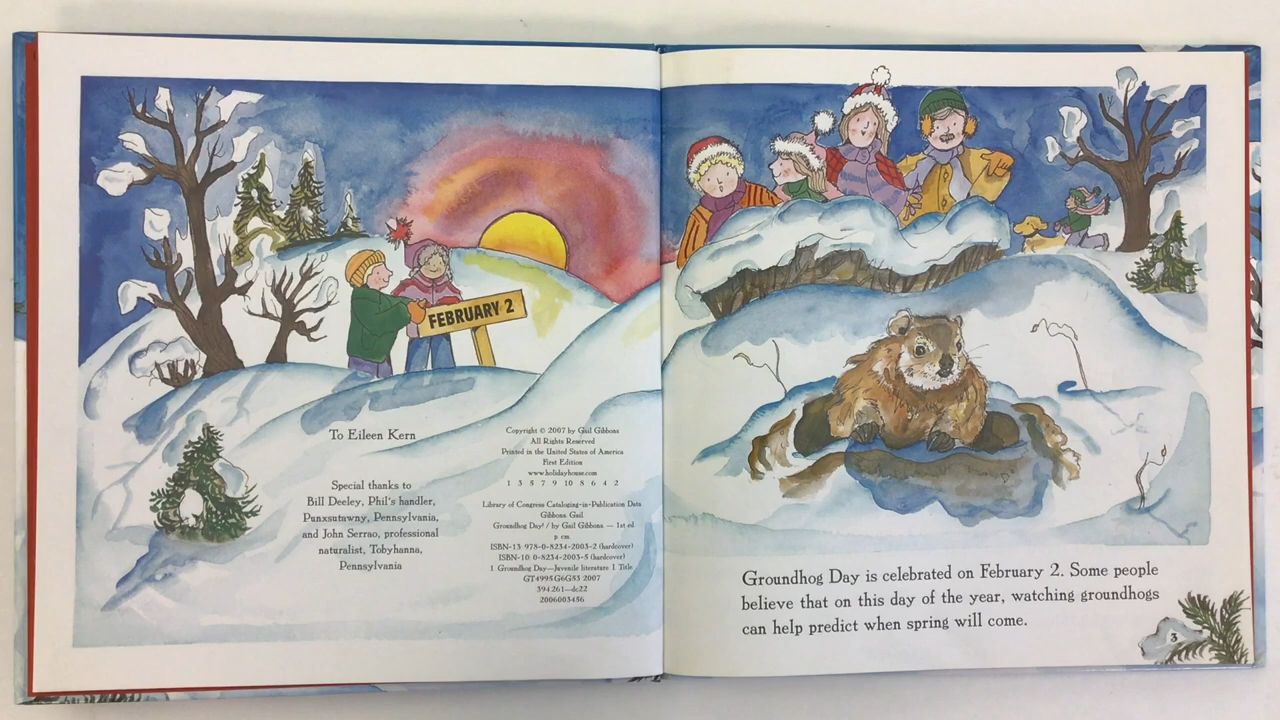 FEBRUARY 2
To Eileen Kern
Special thanks to
Bill Deeley, Phil's handler,
Punxsutawny, Pennsylvania,
and John Serrao, professional
naturalist, Tobyhanna,
Pennsylvania
Copyright © 2007 by Gail Gibbons
All Rights Reserved
Printed in the United States of America
First Edition
www.holidayhouse.com
1 3 5 7 9 10 8 6 4 2
Library of Congress Cataloging-in-Publication Data
Gibbons, Gail.
Groundhog Day! / by Gail Gibbons. — 1st ed.
p. cm.
ISBN-13: 978-0-8234-2003-2 (hardcover)
ISBN-10: 0-8234-2003-5 (hardcover)
1. Groundhog Day—Juvenile literature. I. Title.
GT4995.G6G53 2007
394.261—dc22
2006003456
Groundhog Day is celebrated on February 2. Some people
believe that on this day of the year, watching groundhogs
can help predict when spring will come.
3